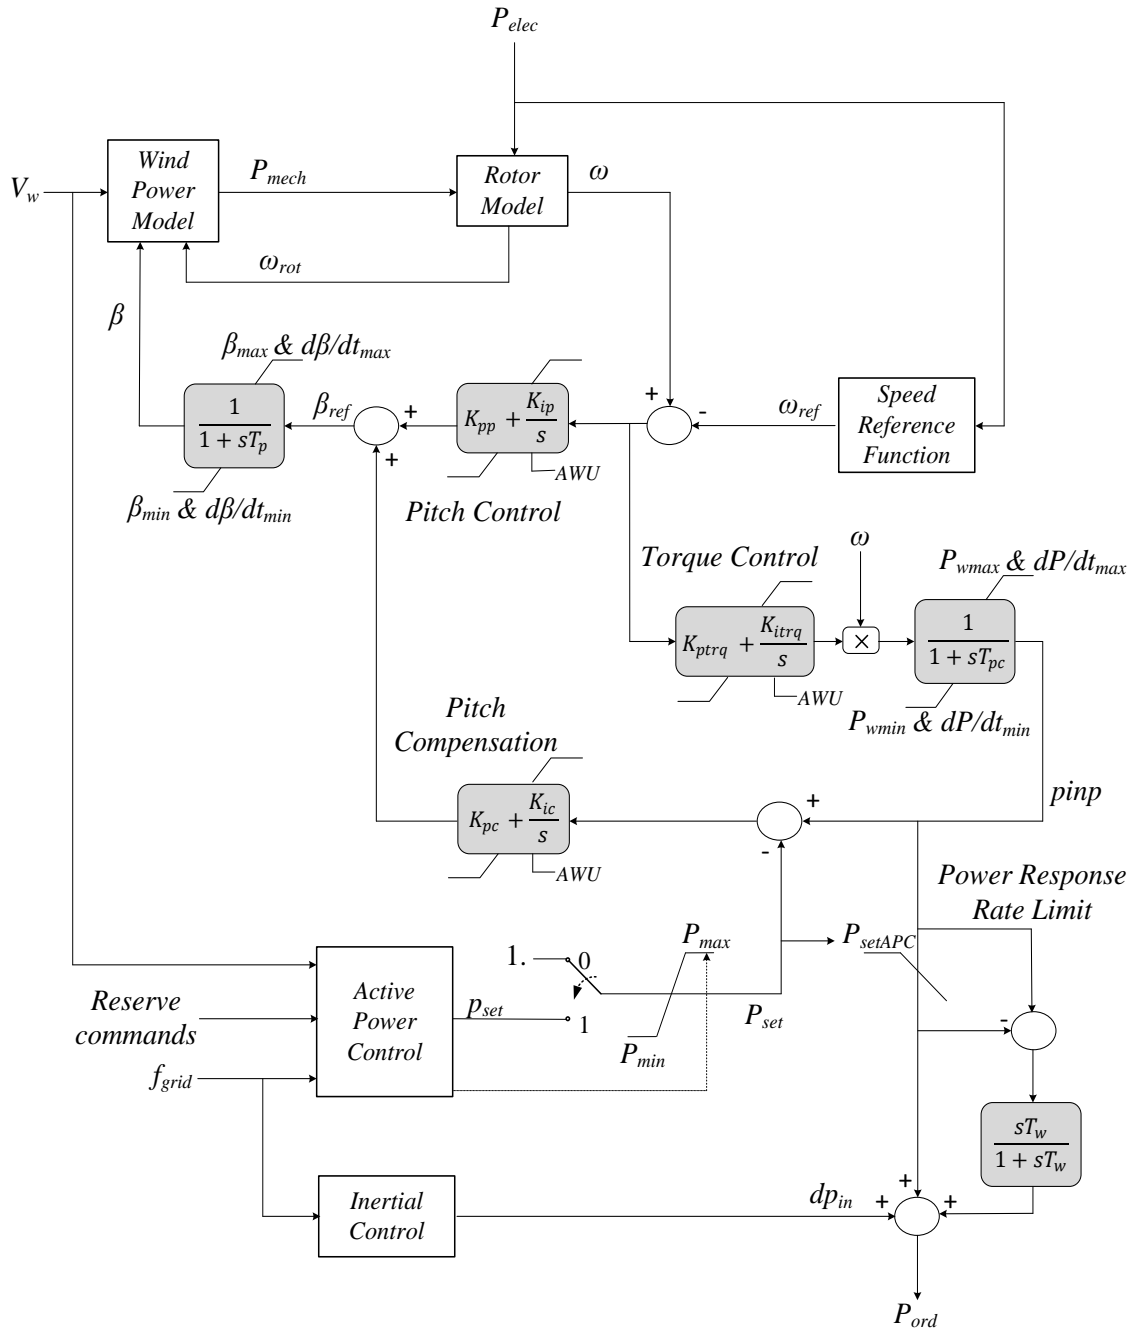 P_elec
Wind
Power
Model
P_mech
Rotor
Model
ω
V_w
ω_rot
β
β_max & dβ/dt_max
1
1 + sT_p
β_ref
+
+
K_pp + K_ip/s
AWU
+
-
ω_ref
Speed
Reference
Function
β_min & dβ/dt_min
Pitch Control
Torque Control
ω
P_wmax & dP/dt_max
K_ptrq + K_itrq/s
AWU
×
1
1 + sT_pc
P_wmin & dP/dt_min
Pitch
Compensation
K_pc + K_ic/s
AWU
+
-
pinp
Power Response
Rate Limit
P_max
P_setAPC
1.
0
Active
Power
Control
p_set
1
P_min
P_set
Reserve
commands
f_grid
-
sT_w
1 + sT_w
Inertial
Control
dp_in
+
+
+
P_ord